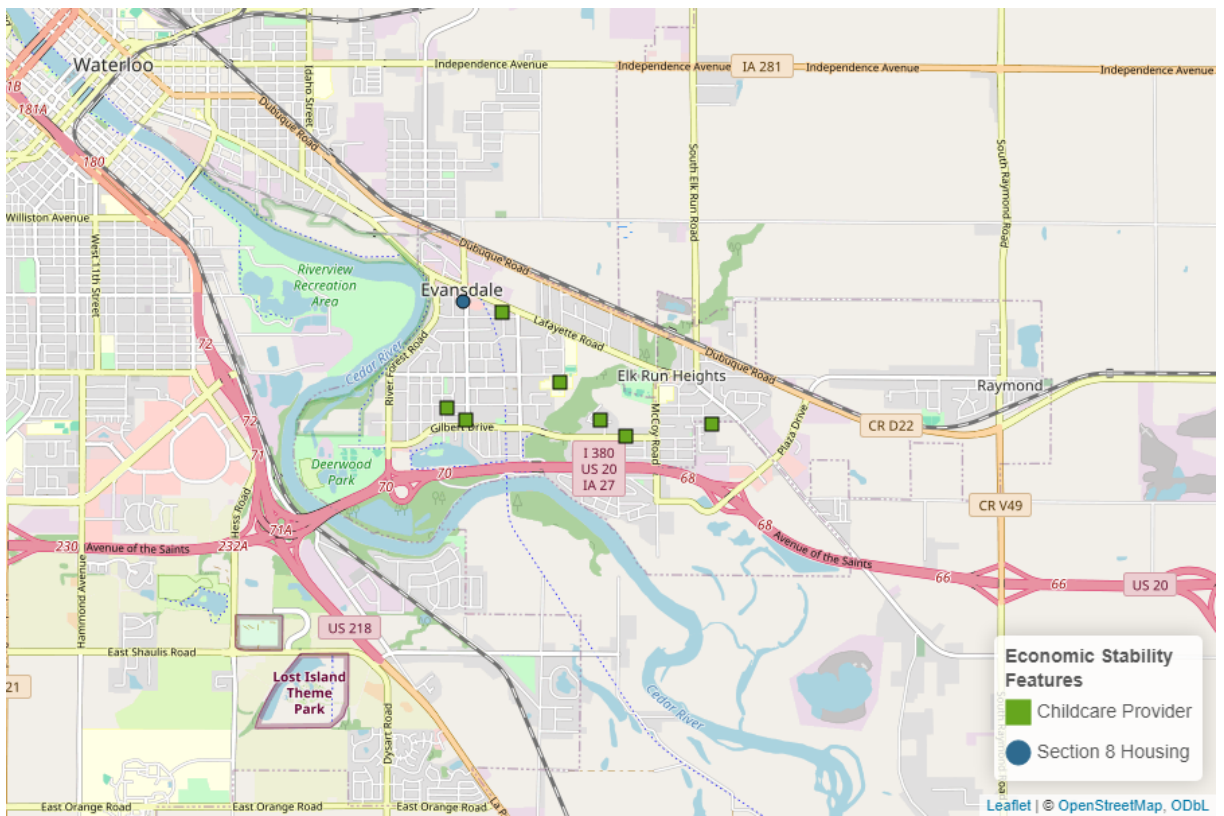 Waterloo
Idaho Street
Independence Avenue
Independence Avenue
IA 281
Independence Avenue
Independence Avenue
1B
181A
180
Dubuque Road
South Elk Run Road
South Raymond Road
Williston Avenue
West 11th Street
Dubuque Road
Riverview
Recreation
Area
Evansdale
Lafayette Road
72
Cedar River
River Forest Road
Dubuque Road
Elk Run Heights
Raymond
72
McCoy Road
Plaza Drive
CR D22
Gilbert Drive
71
Deerwood
Park
70
70
I 380
US 20
IA 27
68
68
CR V49
Hess Road
71A
230
Avenue of the Saints
232A
Avenue of the Saints
66
66
US 20
Hammond Avenue
US 218
East Shaulis Road
21
Lost Island
Theme
Park
Cedar River
Dysart Road
South Raymond Road
Economic Stability
Features
Childcare Provider
Section 8 Housing
East Orange Road
East Orange Road
La P
Leaflet | © OpenStreetMap, ODbL